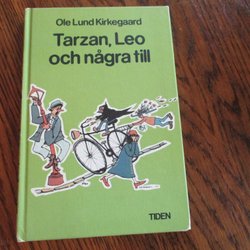 Ole Lund Kirkegaard
Tarzan, Leo
och några till
TIDEN